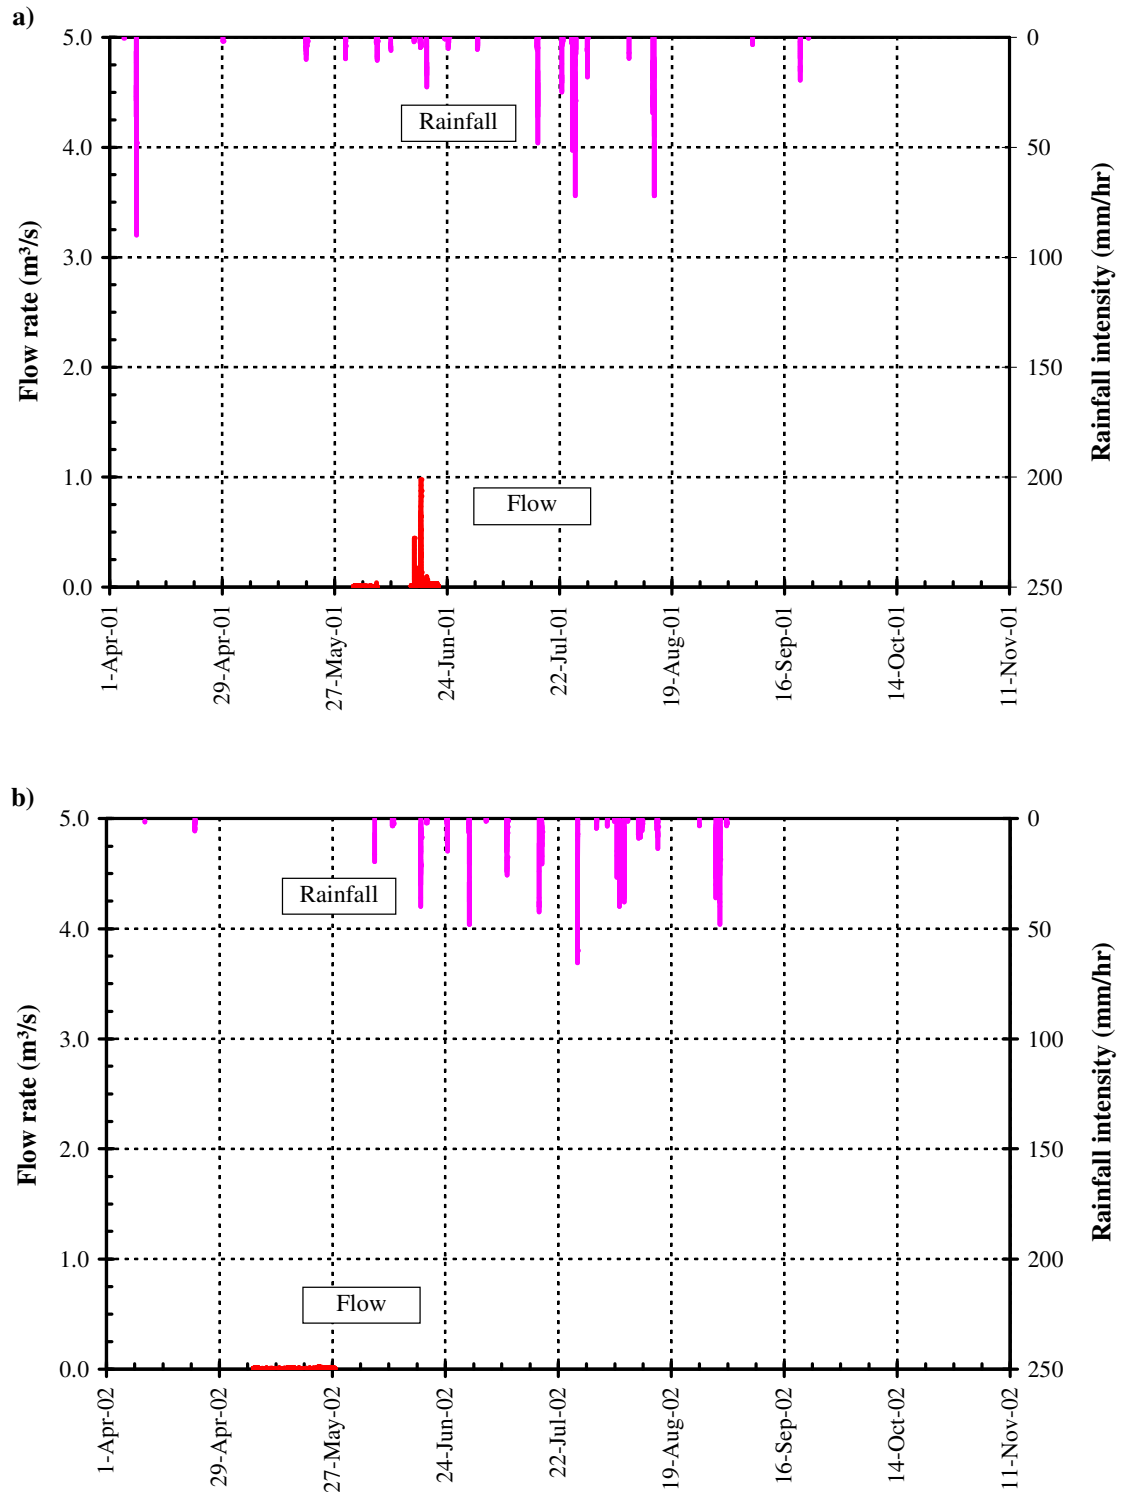 a)
5.0
4.0
3.0
2.0
1.0
0.0
Flow rate (m³/s)
0
50
100
150
200
250
Rainfall intensity (mm/hr)
Rainfall
Flow
1-Apr-01
29-Apr-01
27-May-01
24-Jun-01
22-Jul-01
19-Aug-01
16-Sep-01
14-Oct-01
11-Nov-01
b)
5.0
4.0
3.0
2.0
1.0
0.0
Flow rate (m³/s)
0
50
100
150
200
250
Rainfall intensity (mm/hr)
Rainfall
Flow
1-Apr-02
29-Apr-02
27-May-02
24-Jun-02
22-Jul-02
19-Aug-02
16-Sep-02
14-Oct-02
11-Nov-02